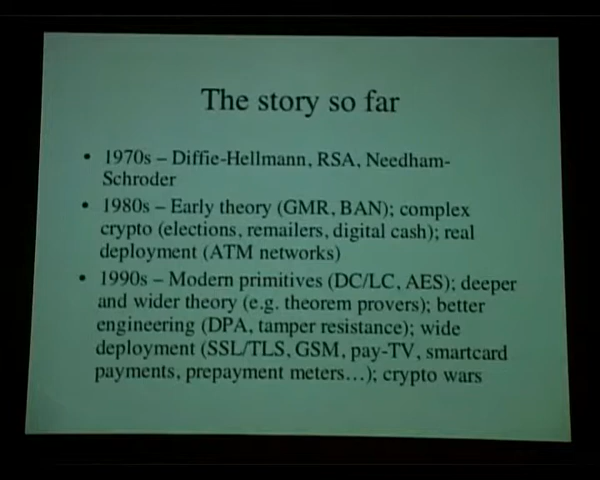 The story so far
• 1970s – Diffie-Hellmann, RSA, Needham-
Schroder
• 1980s – Early theory (GMR, BAN); complex
crypto (elections, remailers, digital cash); real
deployment (ATM networks)
• 1990s – Modern primitives (DC/LC, AES); deeper
and wider theory (e.g. theorem provers); better
engineering (DPA, tamper resistance); wide
deployment (SSL/TLS, GSM, pay-TV, smartcard
payments, prepayment meters…); crypto wars